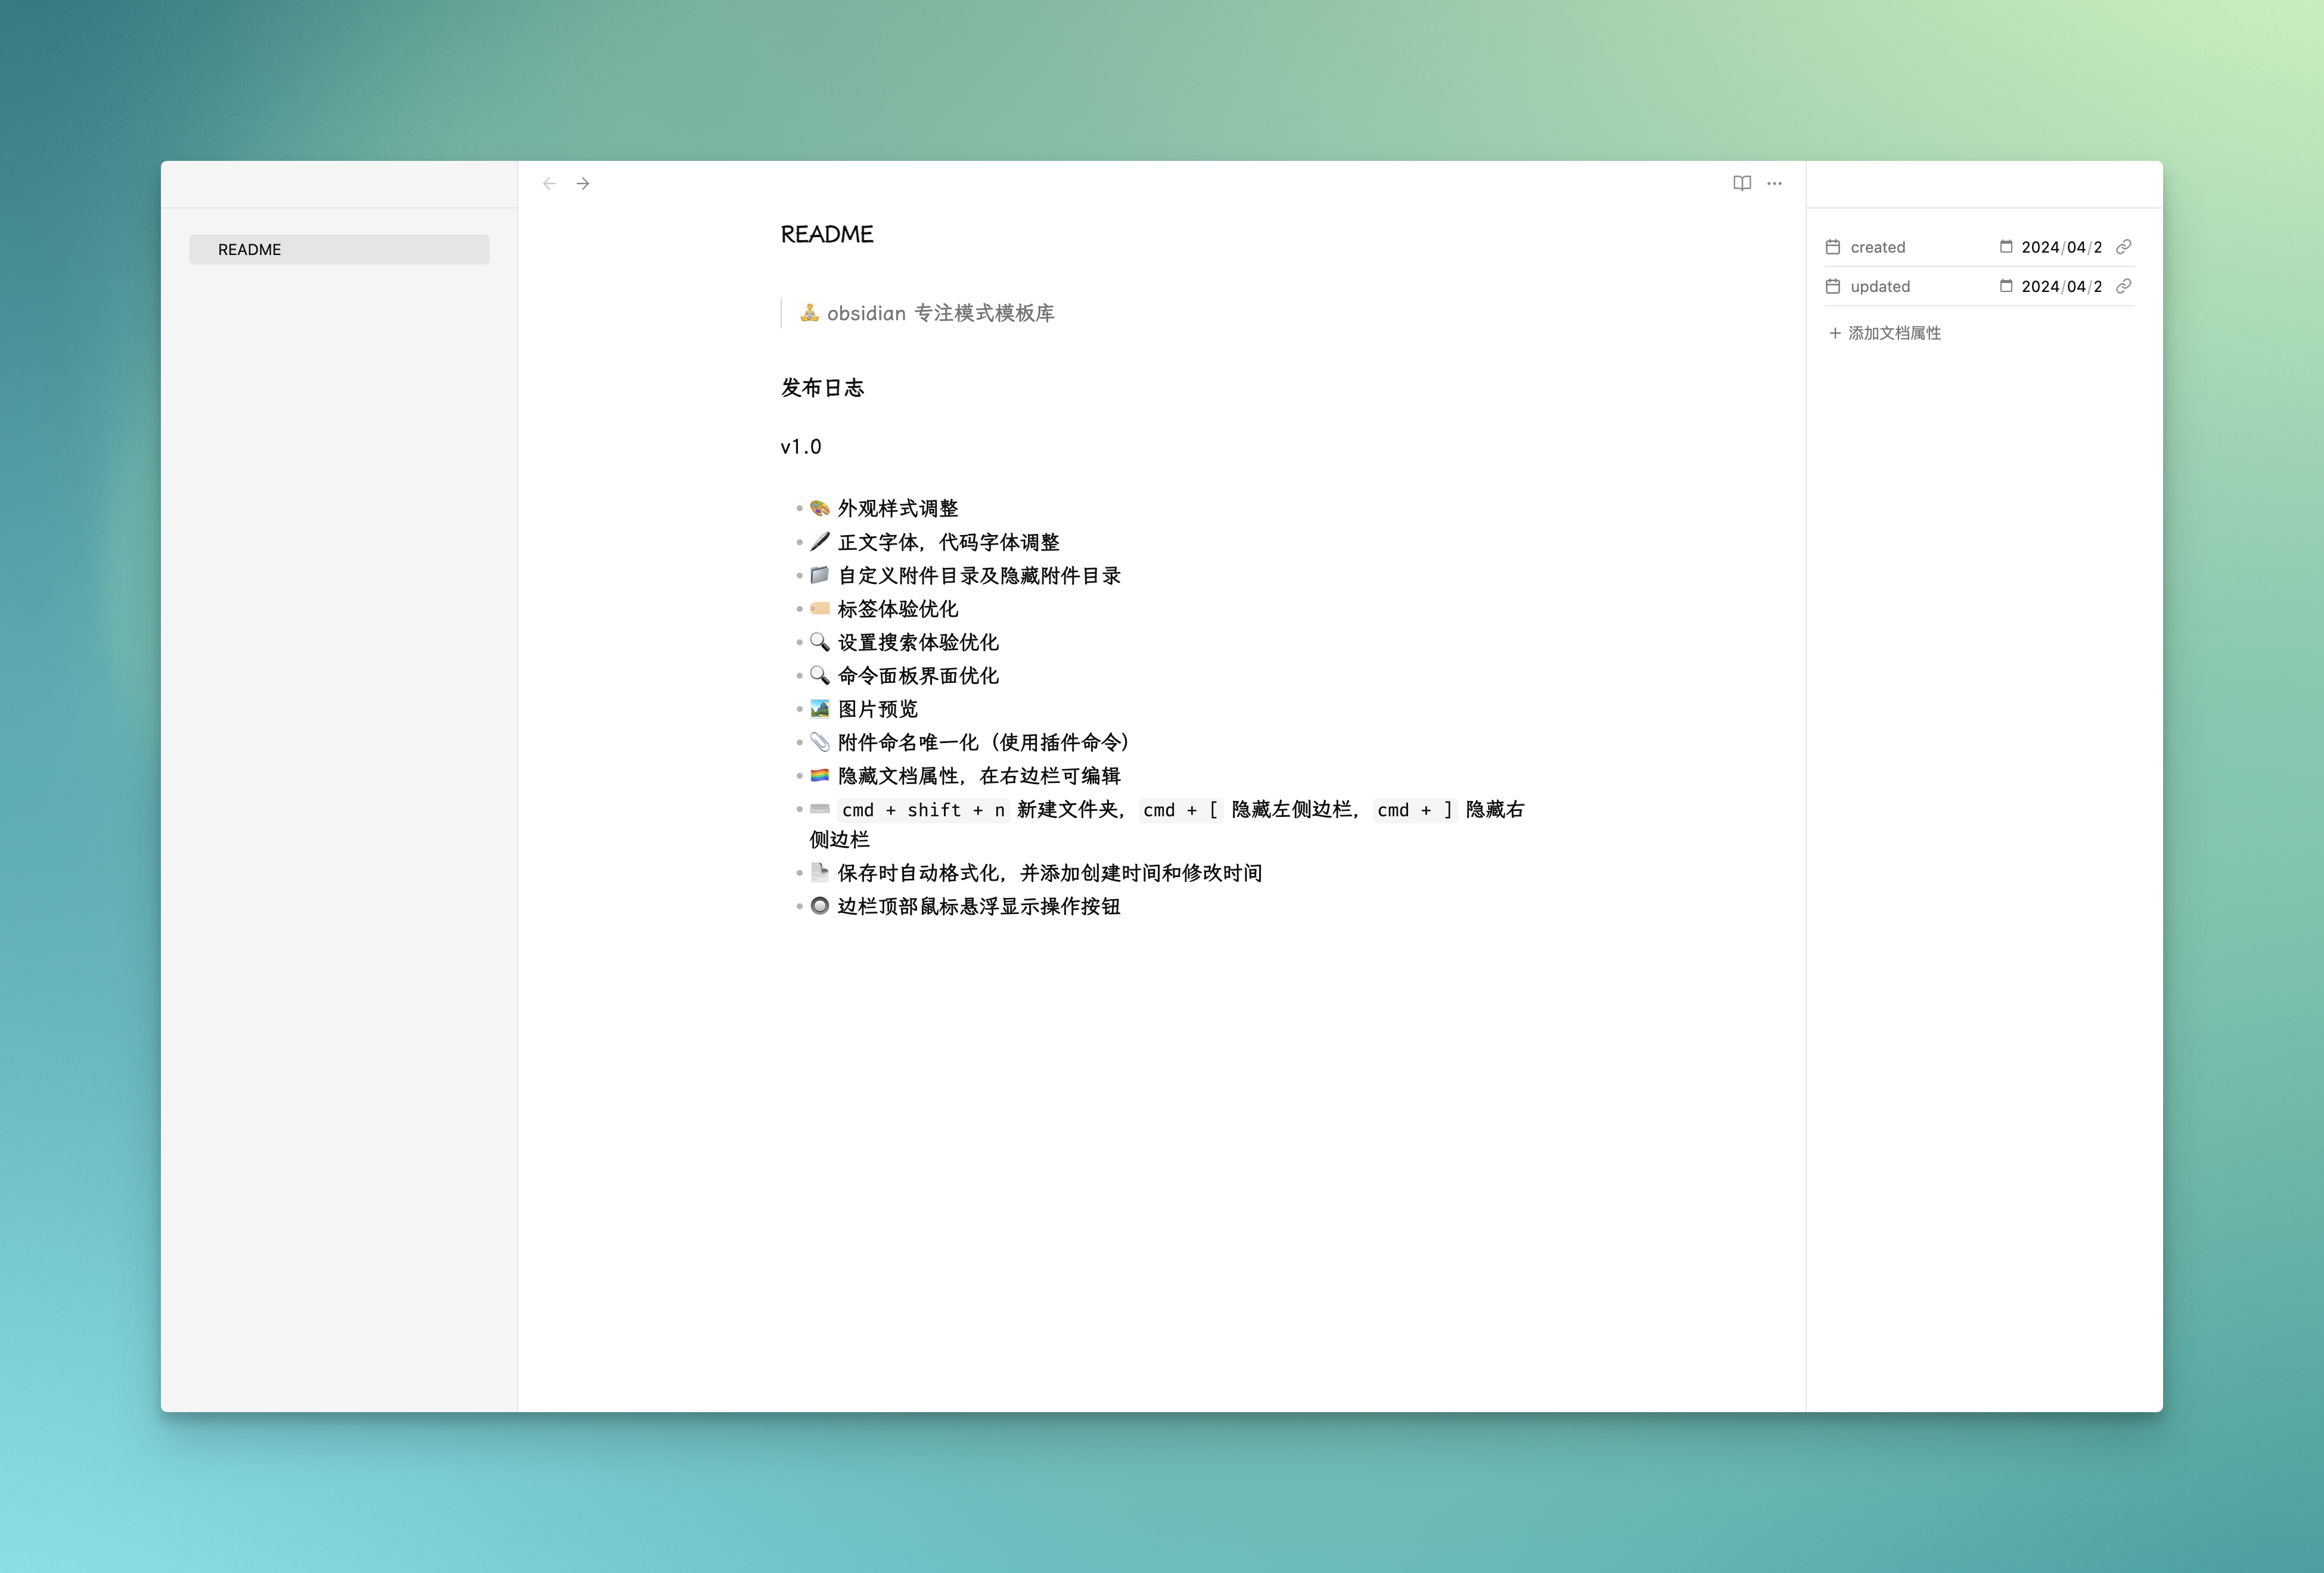 README
README
🧘 obsidian 专注模式模板库
发布日志
v1.0
🎨 外观样式调整
🖋️ 正文字体，代码字体调整
📁 自定义附件目录及隐藏附件目录
🏷️ 标签体验优化
🔍 设置搜索体验优化
🔍 命令面板界面优化
🏞️ 图片预览
📎 附件命名唯一化（使用插件命令）
🏳️‍🌈 隐藏文档属性，在右边栏可编辑
⌨️ cmd + shift + n 新建文件夹， cmd + [ 隐藏左侧边栏， cmd + ] 隐藏右
侧边栏
📄 保存时自动格式化，并添加创建时间和修改时间
🔘 边栏顶部鼠标悬浮显示操作按钮
created 2024/04/2
updated 2024/04/2
+ 添加文档属性